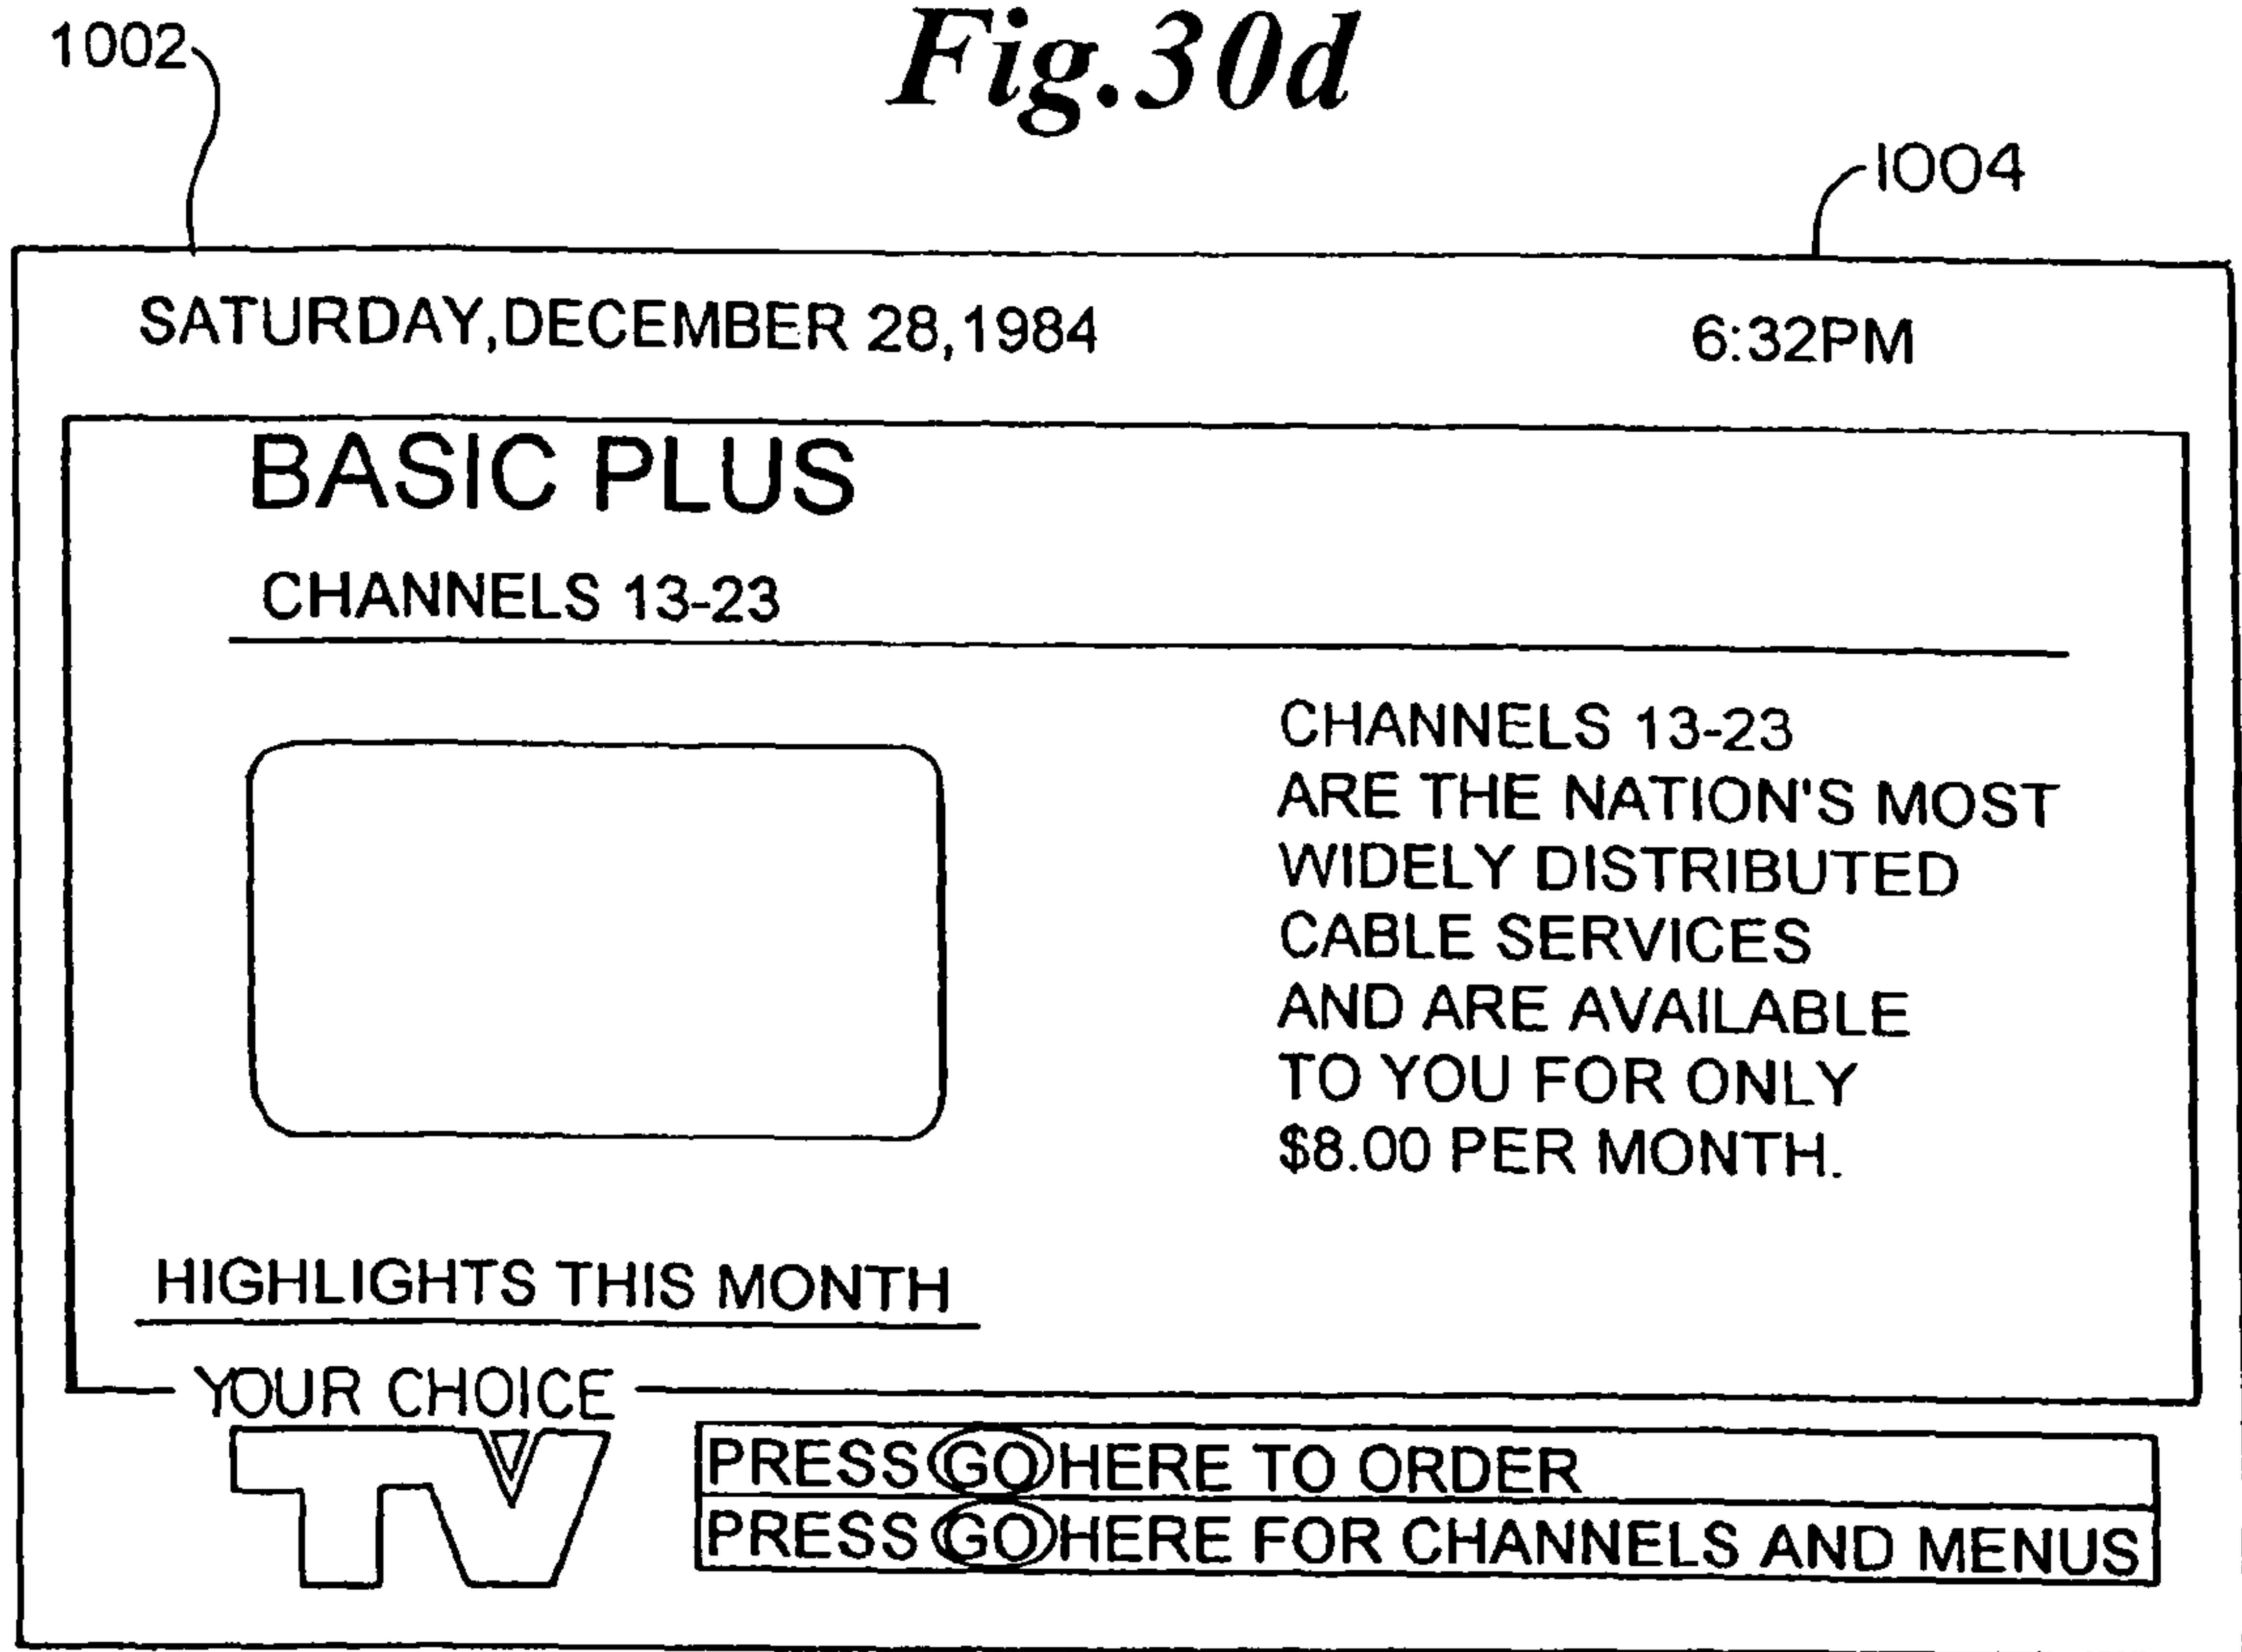 Fig.30d
1002
1004
SATURDAY,DECEMBER 28,1984
6:32PM
BASIC PLUS
CHANNELS 13-23
CHANNELS 13-23
ARE THE NATION'S MOST
WIDELY DISTRIBUTED
CABLE SERVICES
AND ARE AVAILABLE
TO YOU FOR ONLY
$8.00 PER MONTH.
HIGHLIGHTS THIS MONTH
YOUR CHOICE
TV
PRESS GO HERE TO ORDER
PRESS GO HERE FOR CHANNELS AND MENUS